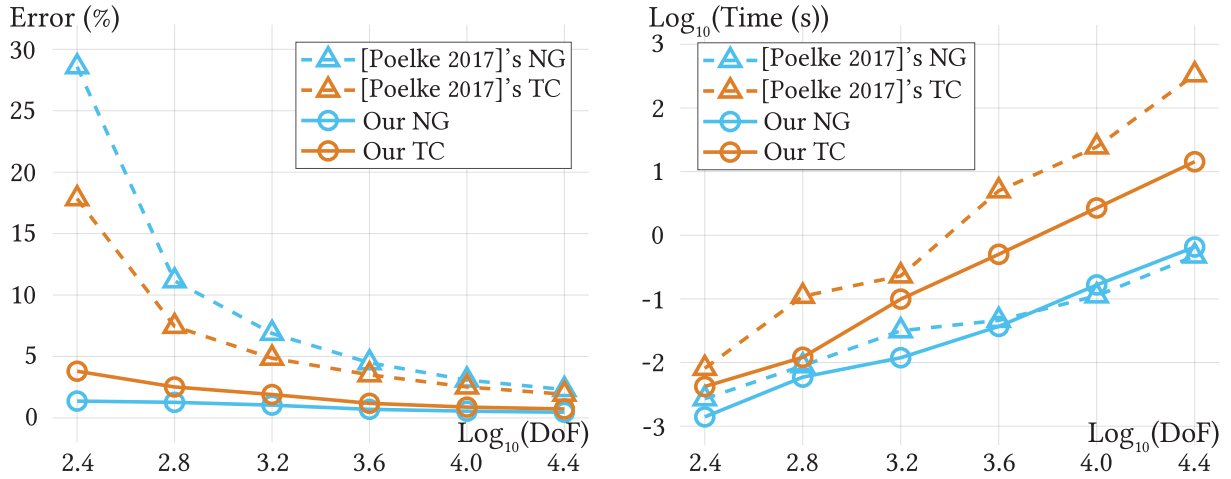 Error (%)
30
25
20
15
10
5
0
[Poelke 2017]'s NG
[Poelke 2017]'s TC
Our NG
Our TC
Log₁₀(DoF)
2.4 2.8 3.2 3.6 4.0 4.4
Log₁₀(Time (s))
3
2
1
0
-1
-2
-3
[Poelke 2017]'s NG
[Poelke 2017]'s TC
Our NG
Our TC
Log₁₀(DoF)
2.4 2.8 3.2 3.6 4.0 4.4